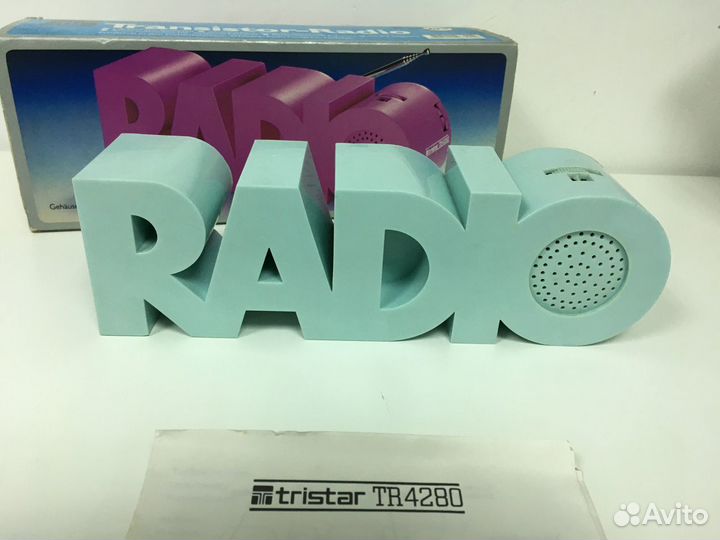 Transistor-Radio
RADIO
Gehäuse
RADIO
tristar TR4280
Avito